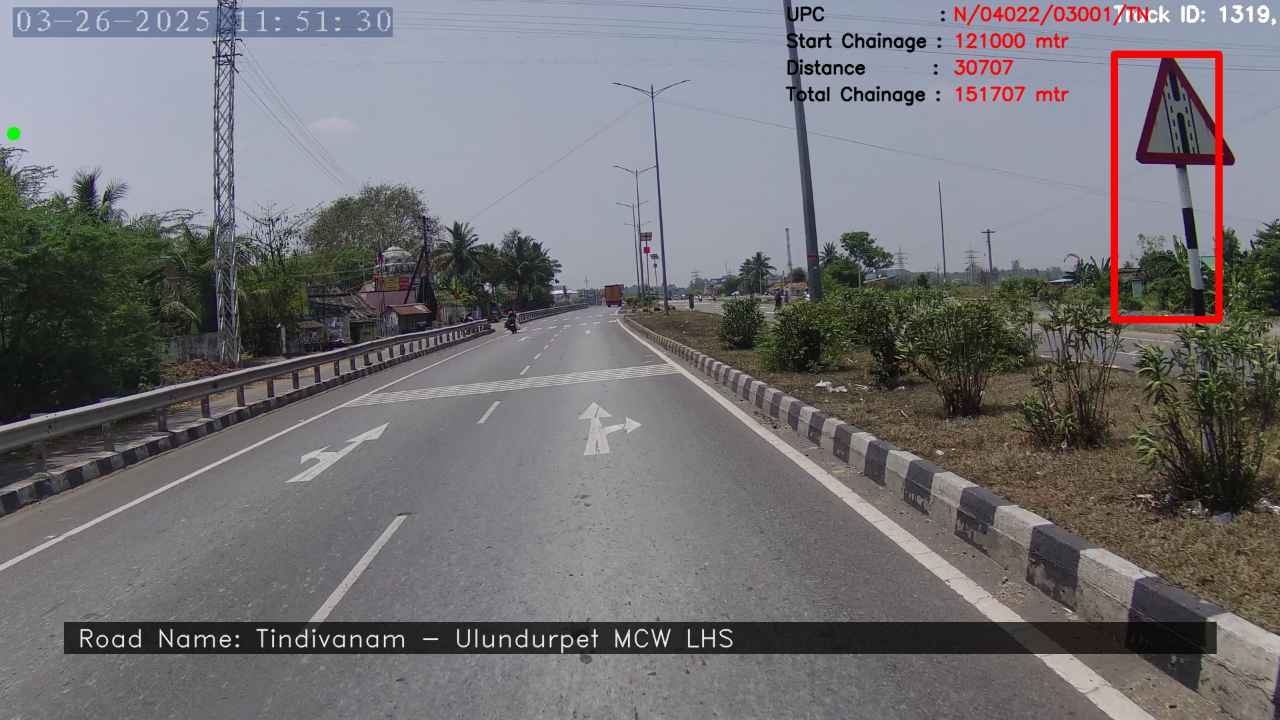 03-26-2025 11:51:30
UPC : N/04022/03001/TN
Track ID: 1319,
Start Chainage : 121000 mtr
Distance : 30707
Total Chainage : 151707 mtr
Road Name: Tindivanam - Ulundurpet MCW LHS